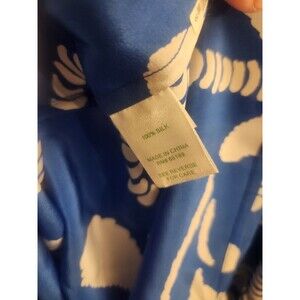 100% SILK
MADE IN CHINA
SEE REVERSE
FOR CARE